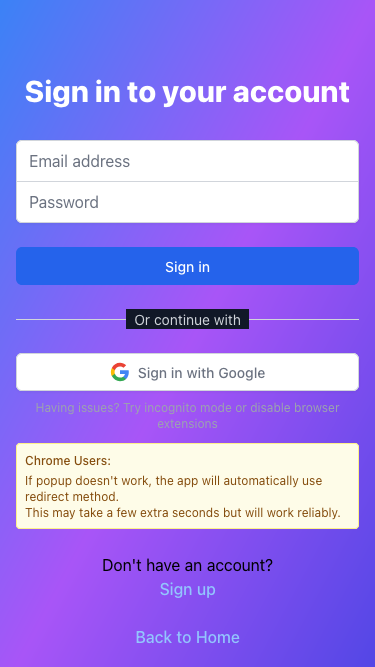 Sign in to your account
Email address
Password
Sign in
Or continue with
Sign in with Google
Having issues? Try incognito mode or disable browser
extensions
Chrome Users:
If popup doesn't work, the app will automatically use
redirect method.
This may take a few extra seconds but will work reliably.
Don't have an account?
Sign up
Back to Home